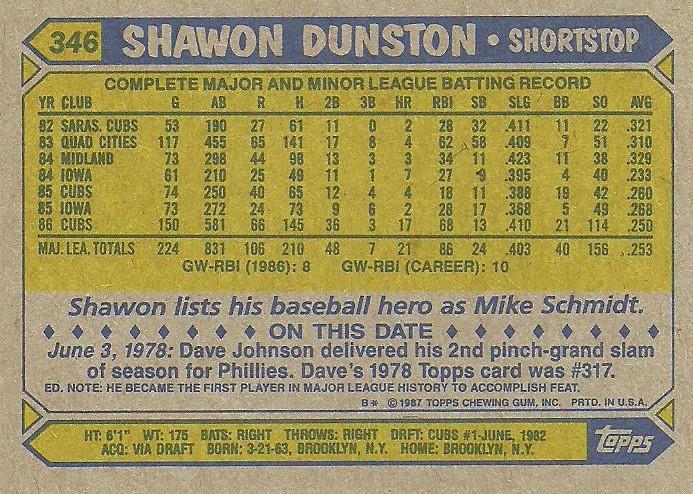 346 SHAWON DUNSTON • SHORTSTOP
COMPLETE MAJOR AND MINOR LEAGUE BATTING RECORD
YR CLUB G AB R H 2B 3B HR RBI SB SLG BB SO AVG
82 SARAS. CUBS 53 190 27 61 11 0 2 28 32 .411 11 22 .321
83 QUAD CITIES 117 455 65 141 17 8 4 62 58 .409 7 51 .310
84 MIDLAND 73 298 44 98 13 3 3 34 11 .423 11 38 .329
84 IOWA 61 210 25 49 11 1 7 27 9 .395 4 40 .233
85 CUBS 74 250 40 65 12 4 4 18 11 .388 19 42 .260
85 IOWA 73 272 24 73 9 6 2 28 17 .368 5 49 .268
86 CUBS 150 581 66 145 36 3 17 68 13 .410 21 114 .250
MAJ. LEA. TOTALS 224 831 106 210 48 7 21 86 24 .403 40 156 .253
GW-RBI (1986): 8 GW-RBI (CAREER): 10
Shawon lists his baseball hero as Mike Schmidt.
♦ ♦ ♦ ♦ ♦ ♦ ♦ ♦ ON THIS DATE ♦ ♦ ♦ ♦ ♦ ♦ ♦ ♦
June 3, 1978: Dave Johnson delivered his 2nd pinch-grand slam
of season for Phillies. Dave's 1978 Topps card was #317.
ED. NOTE: HE BECAME THE FIRST PLAYER IN MAJOR LEAGUE HISTORY TO ACCOMPLISH FEAT.
B* ©1987 TOPPS CHEWING GUM, INC. PRTD. IN U.S.A.
HT: 6'1" WT: 175 BATS: RIGHT THROWS: RIGHT DRFT: CUBS #1-JUNE, 1982
ACQ: VIA DRAFT BORN: 3-21-63, BROOKLYN, N.Y. HOME: BROOKLYN, N.Y.
TOPPS